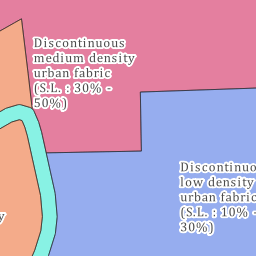 Discontinuous
medium density
urban fabric
(S.L. : 30% -
50%)
Discontinuo
low density
urban fabric
(S.L. : 10% -
30%)
y